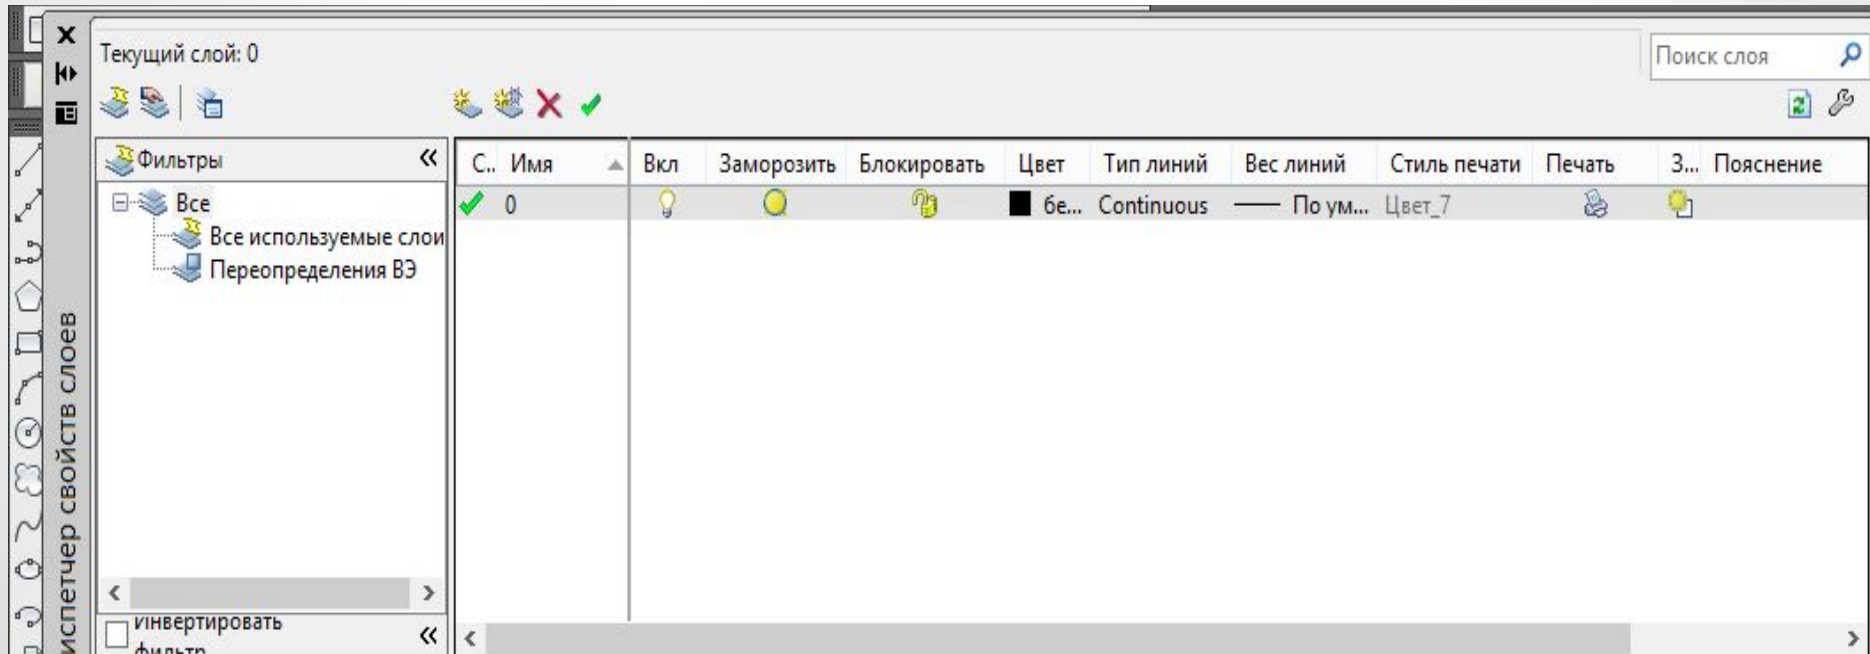 Текущий слой: 0
Поиск слоя
Фильтры
С.. Имя Вкл Заморозить Блокировать Цвет Тип линий Вес линий Стиль печати Печать З... Пояснение
Все
0 бе... Continuous По ум... Цвет_7
Все используемые слои
Переопределения ВЭ
Инвертировать
фильтр
испетчер свойств слоев